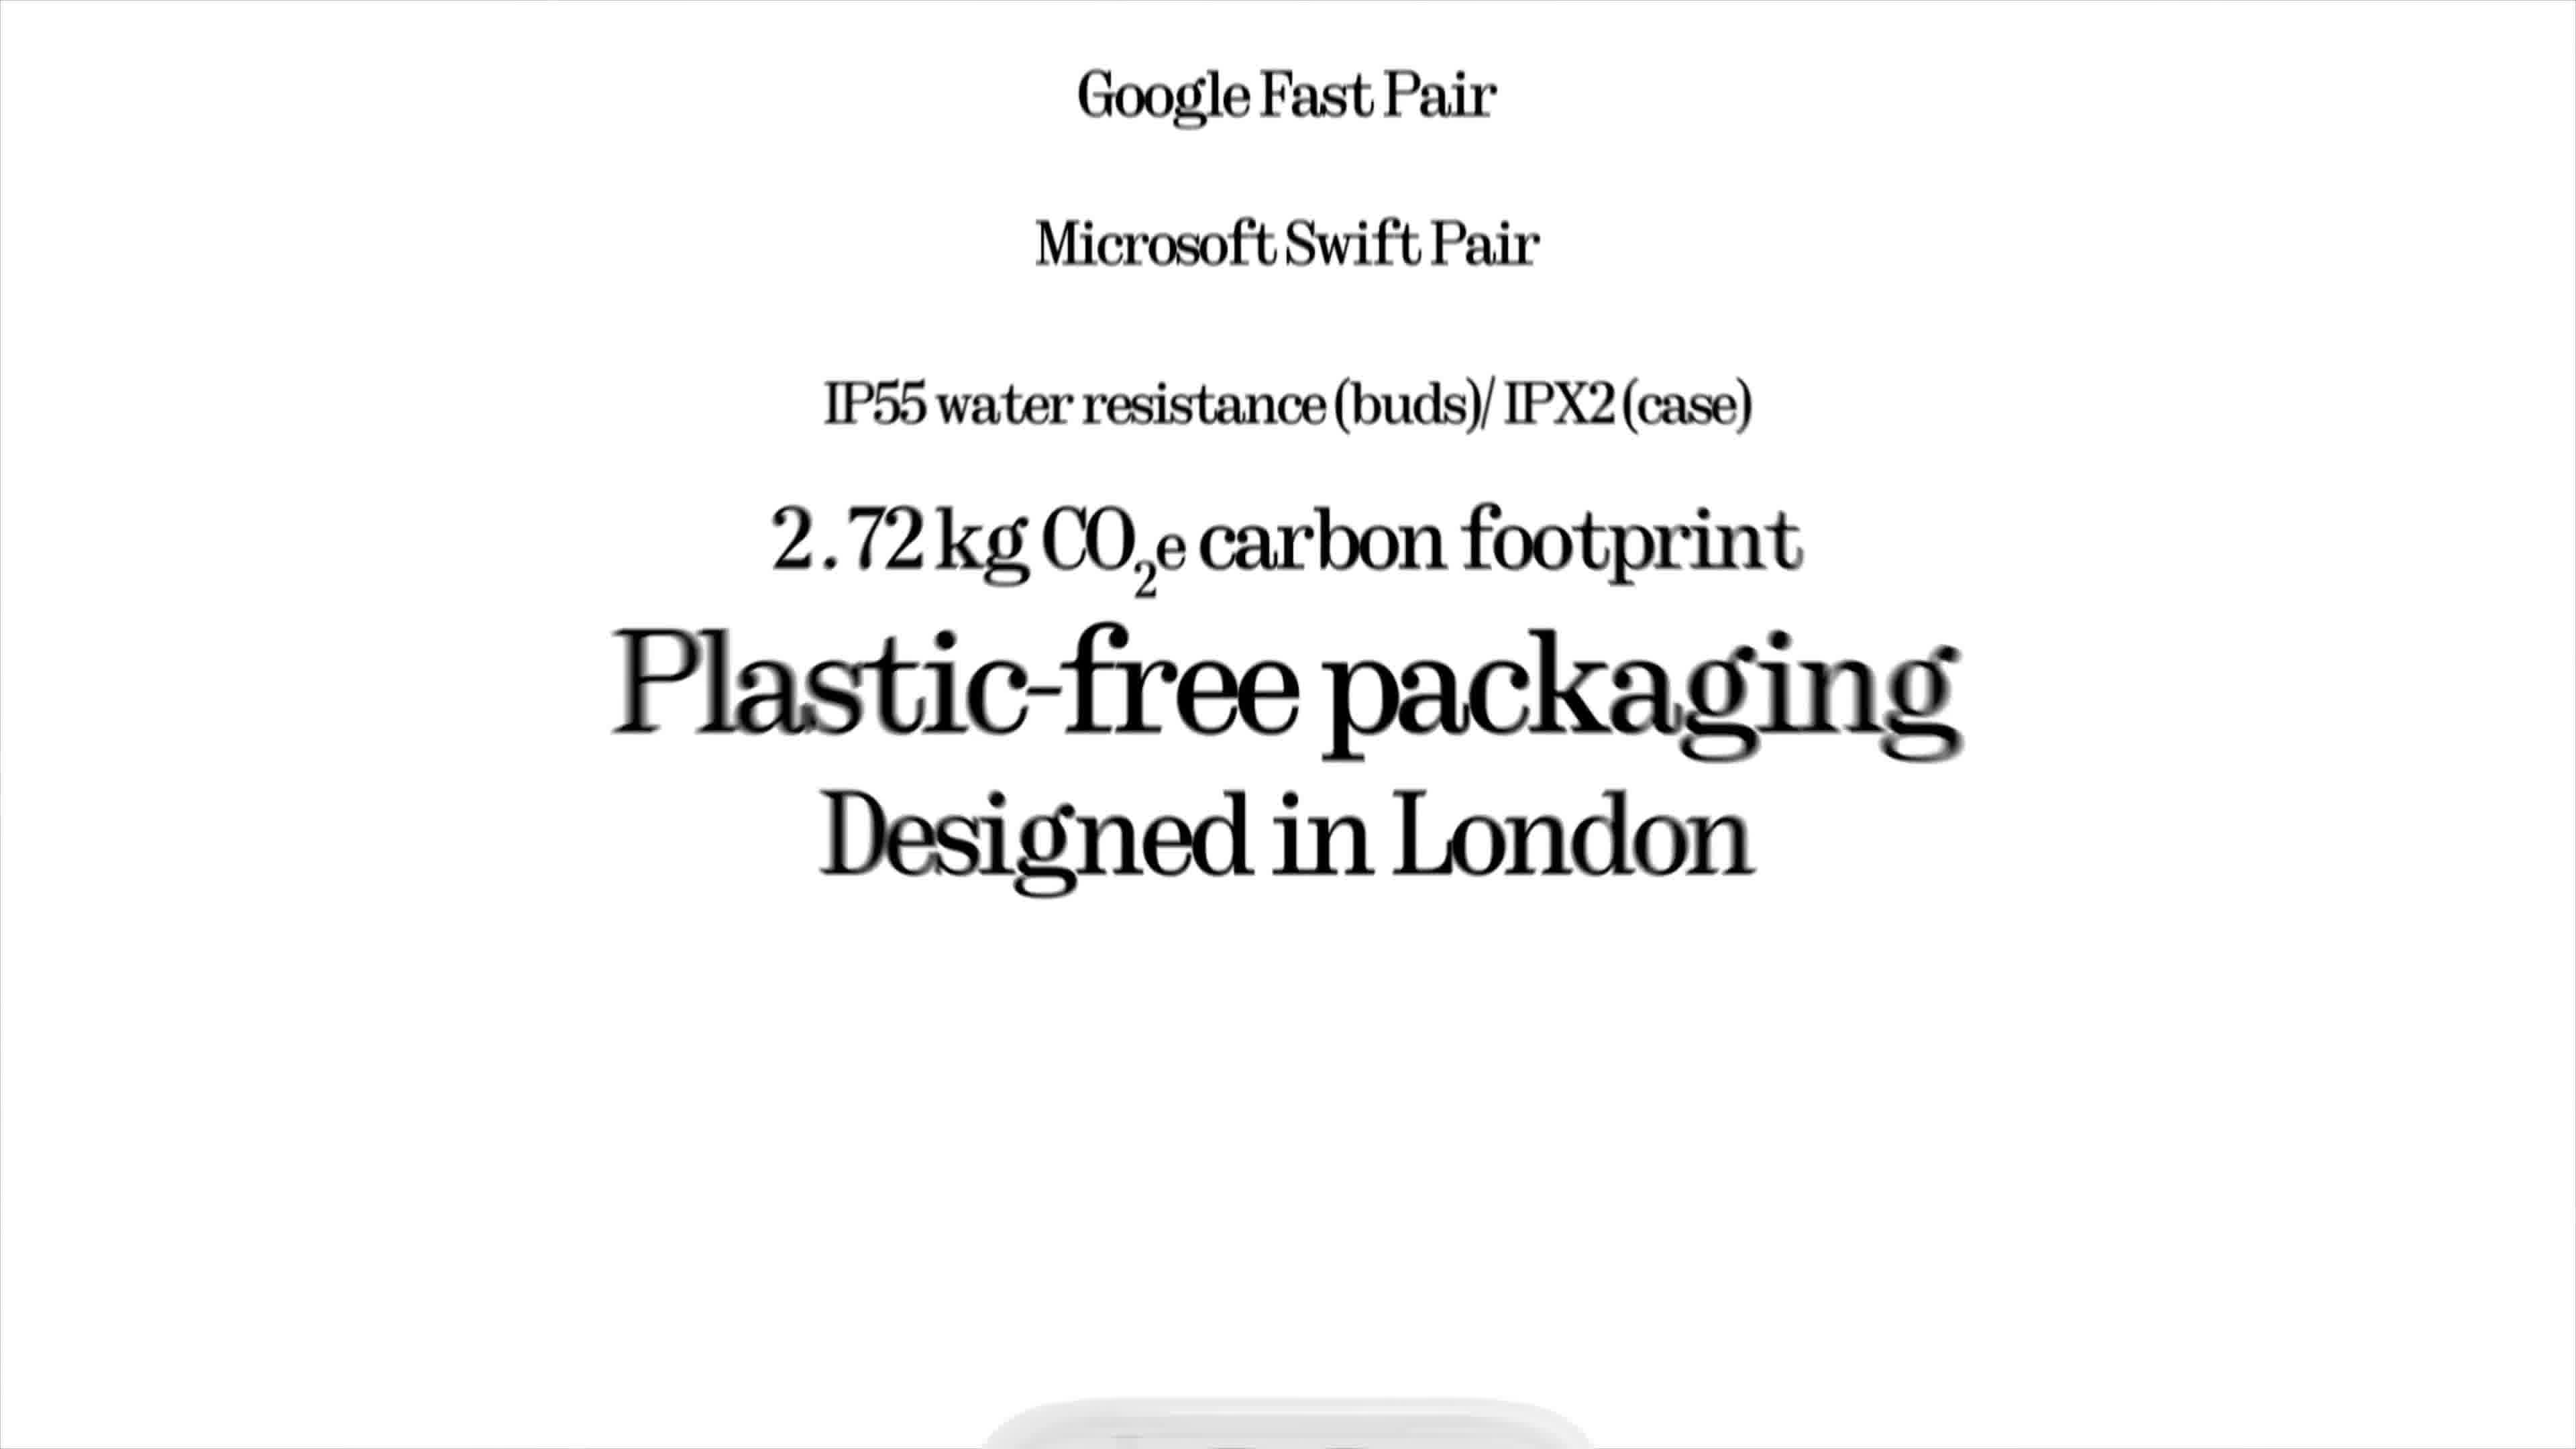 Google Fast Pair
Microsoft Swift Pair
IP55 water resistance (buds)/ IPX2 (case)
2.72 kg CO₂e carbon footprint
Plastic-free packaging
Designed in London